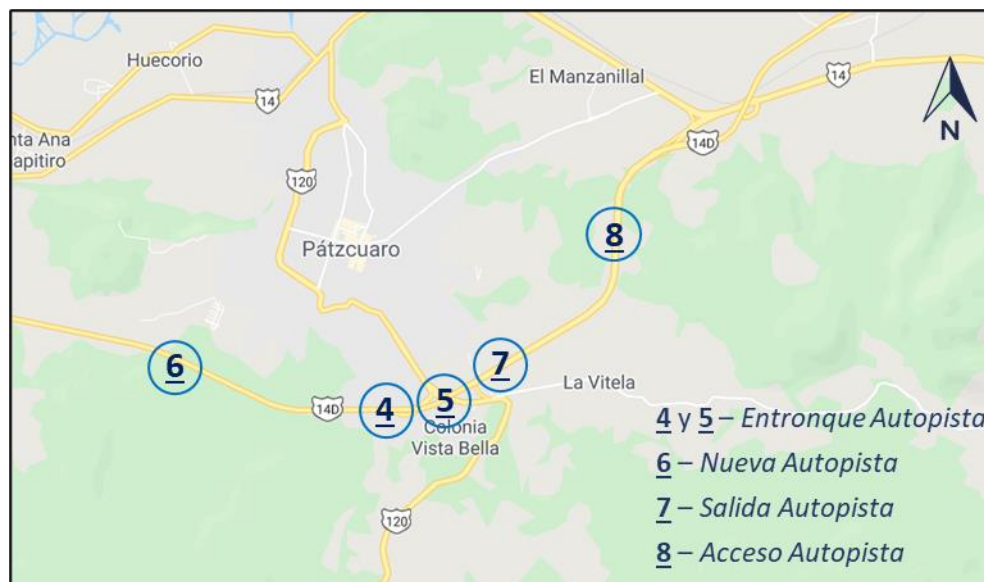 Huecorio
El Manzanillal
14
14
N
nta Ana
apitiro
14D
120
8
Pátzcuaro
7
6
La Vitela
5
14D
4
Colonia
Vista Bella
4 y 5 – Entronque Autopista
6 – Nueva Autopista
120
7 – Salida Autopista
8 – Acceso Autopista